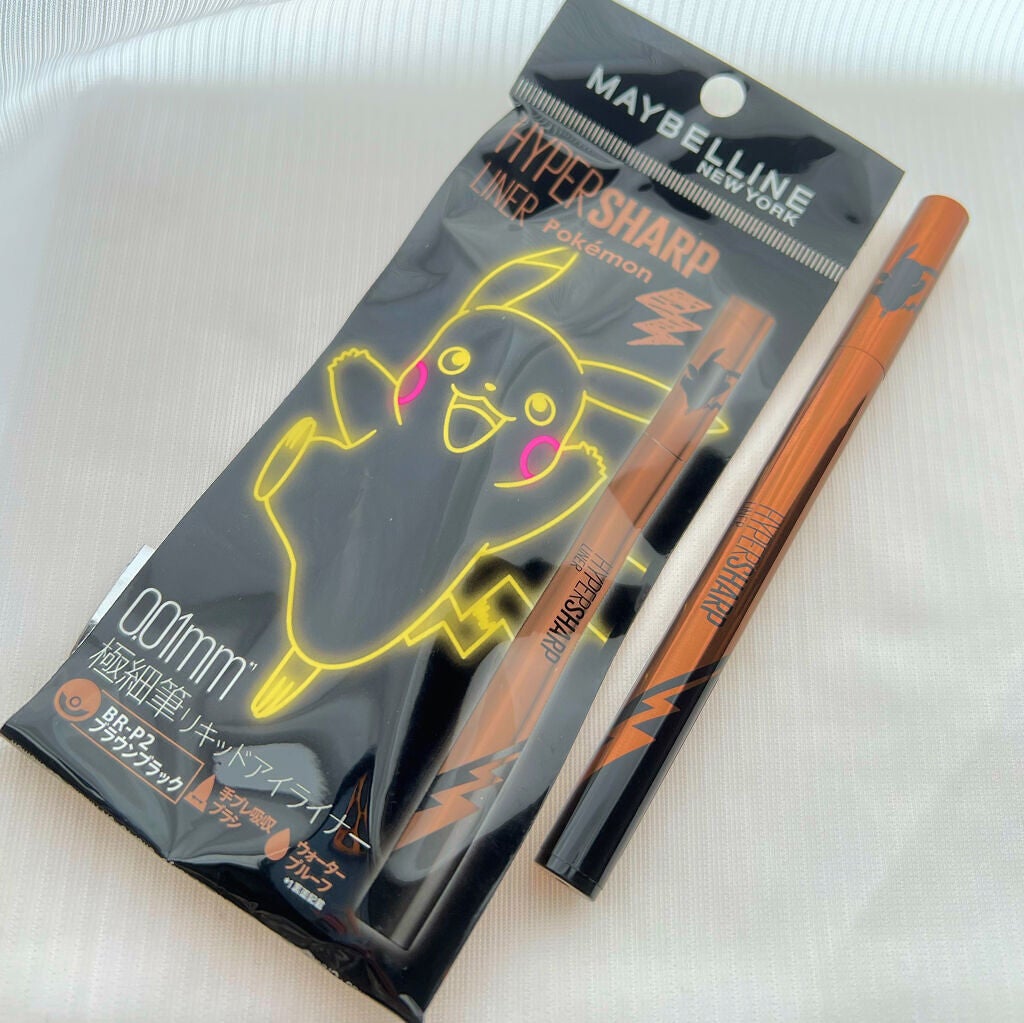 MAYBELLINE
NEW YORK
HYPERSHARP
LINER
Pokémon
HYPERSHARP
LINER
HYPERSHARP
LINER
0.01mm*1
極細筆リキッドアイライナー
BR-P2
ブラウンブラック
手ブレ吸収
ブラシ
ウォーター
プルーフ